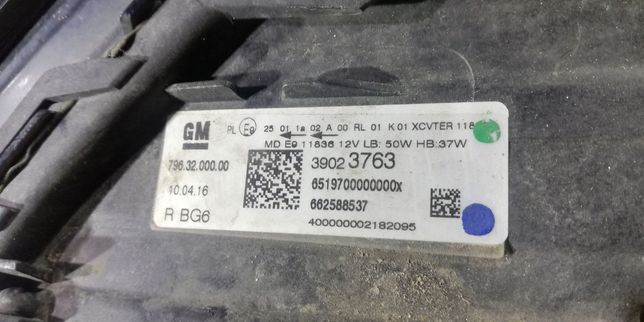 GM PL E9 25 01 1a 02 A 00 RL 01 K 01 XCVTER 118
MD E9 11836 12V LB: 50W HB:37W
796.32.000.00
3902 3763
10.04.16
6519700000000x
662588537
R BG6
400000002182095